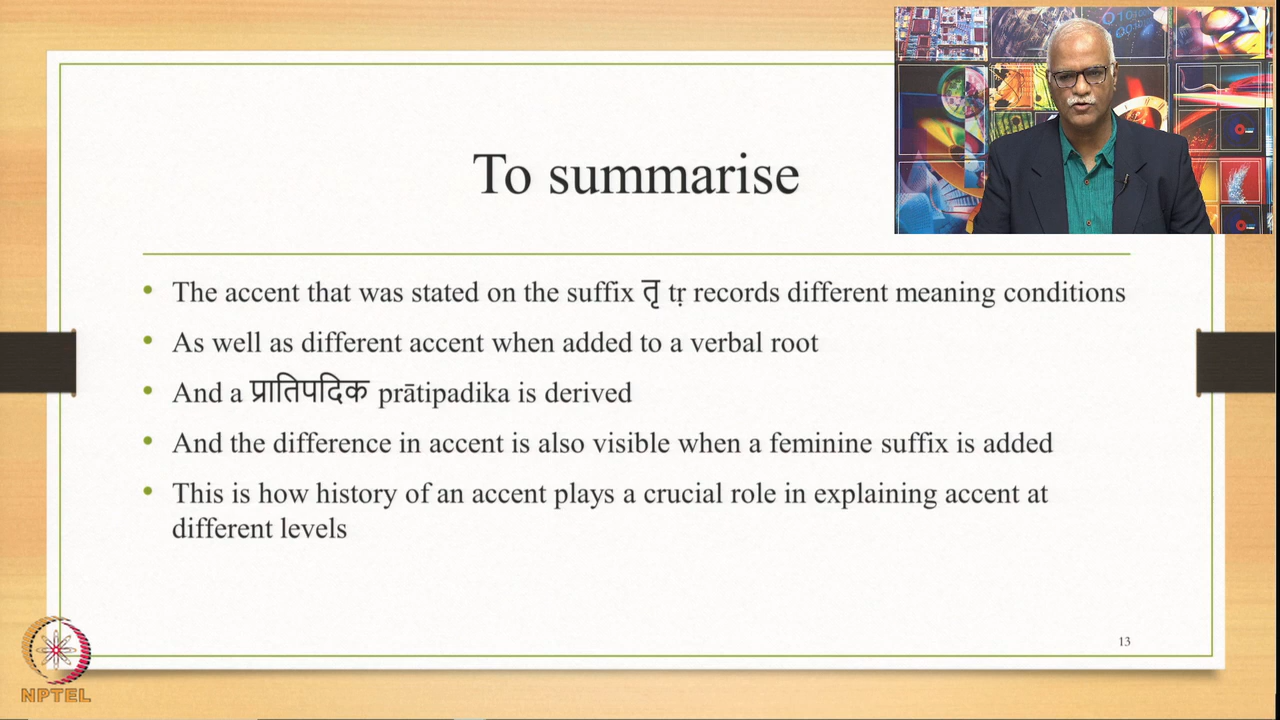 To summarise
• The accent that was stated on the suffix तृ tṛ records different meaning conditions
• As well as different accent when added to a verbal root
• And a प्रातिपदिक prātipadika is derived
• And the difference in accent is also visible when a feminine suffix is added
• This is how history of an accent plays a crucial role in explaining accent at
different levels
13
NPTEL